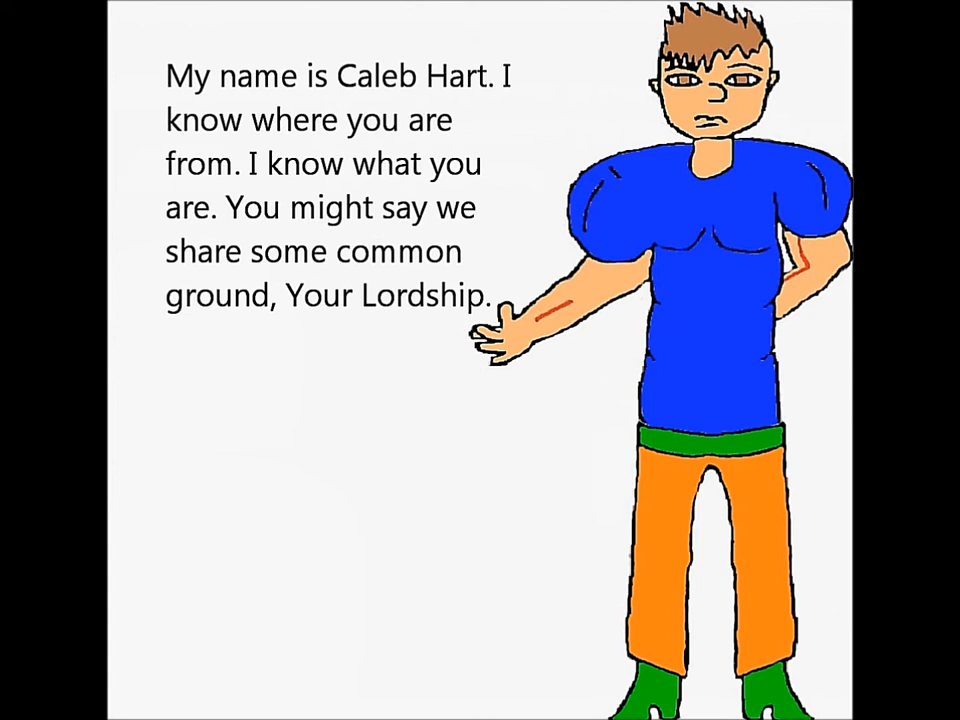 My name is Caleb Hart. I
know where you are
from. I know what you
are. You might say we
share some common
ground, Your Lordship.